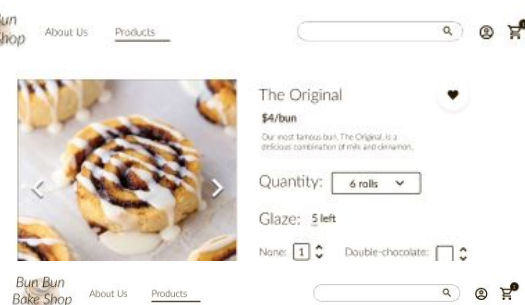 Bun
Shop
About Us Products
The Original
$4/bun
Our most famous bun, The Original, is a
delicious combination of milk and cinnamon.
Quantity: 6 rolls
Glaze: 5 left
None: 1 Double-chocolate:
Bun Bun
Bake Shop
About Us Products